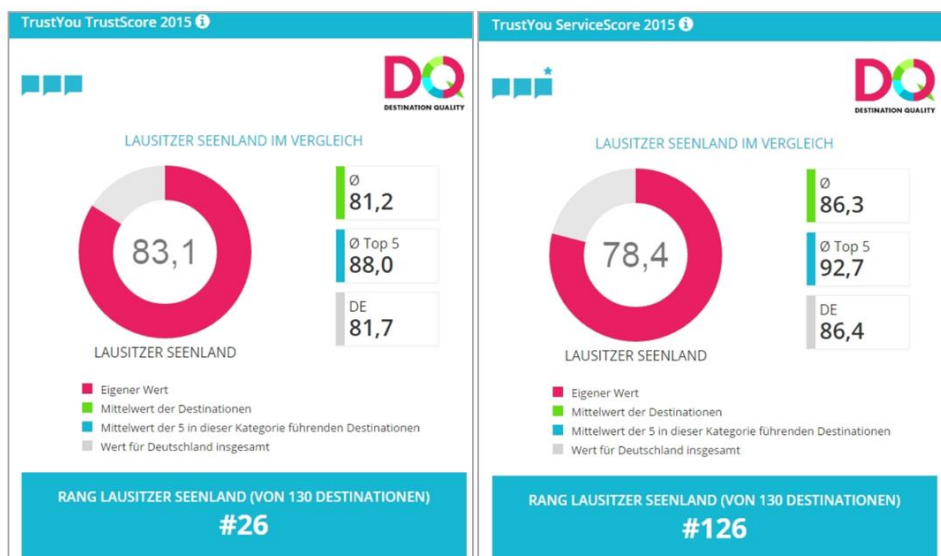 TrustYou TrustScore 2015
DQ
DESTINATION QUALITY
LAUSITZER SEENLAND IM VERGLEICH
83,1
Ø
81,2
Ø Top 5
88,0
DE
81,7
LAUSITZER SEENLAND
Eigener Wert
Mittelwert der Destinationen
Mittelwert der 5 in dieser Kategorie führenden Destinationen
Wert für Deutschland insgesamt
RANG LAUSITZER SEENLAND (VON 130 DESTINATIONEN)
#26
TrustYou ServiceScore 2015
DQ
DESTINATION QUALITY
LAUSITZER SEENLAND IM VERGLEICH
78,4
Ø
86,3
Ø Top 5
92,7
DE
86,4
LAUSITZER SEENLAND
Eigener Wert
Mittelwert der Destinationen
Mittelwert der 5 in dieser Kategorie führenden Destinationen
Wert für Deutschland insgesamt
RANG LAUSITZER SEENLAND (VON 130 DESTINATIONEN)
#126